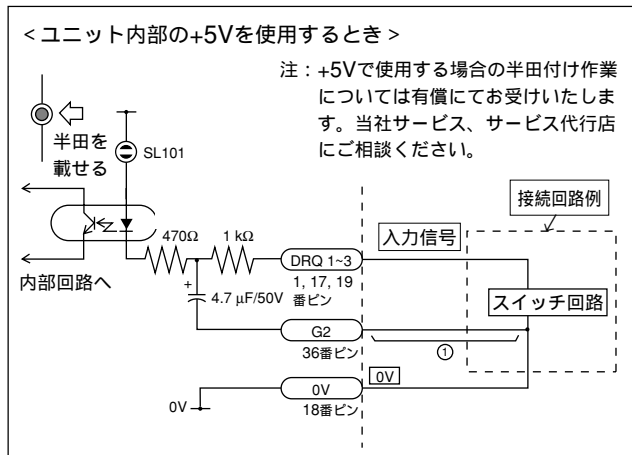 <ユニット内部の+5Vを使用するとき>
注：+5Vで使用する場合の半田付け作業
については有償にてお受けいたしま
す。当社サービス、サービス代行店
にご相談ください。
半田を
載せる
SL101
接続回路例
470Ω
1 kΩ
DRQ 1~3
入力信号
内部回路へ
+
4.7 μF/50V
1, 17, 19
番ピン
スイッチ回路
G2
36番ピン
①
0V
0V
0V
18番ピン